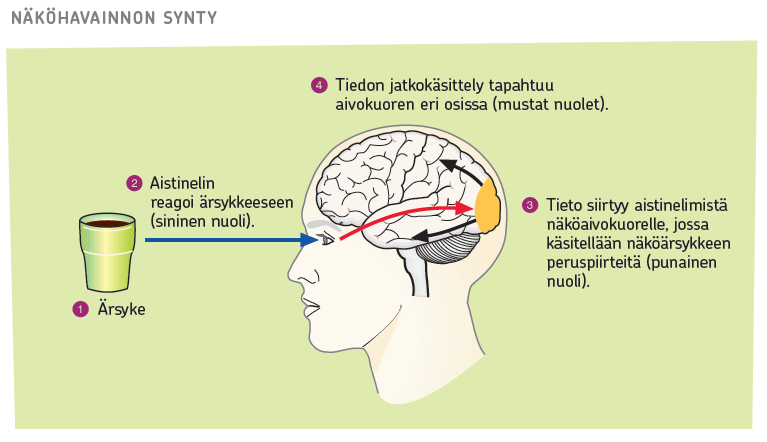 NÄKÖHAVAINNON SYNTY
1 Ärsyke
2 Aistinelin
reagoi ärsykkeeseen
(sininen nuoli).
3 Tieto siirtyy aistinelimistä
näköaivokuorelle, jossa
käsitellään näköärsykkeen
peruspiirteitä (punainen
nuoli).
4 Tiedon jatkokäsittely tapahtuu
aivokuoren eri osissa (mustat nuolet).